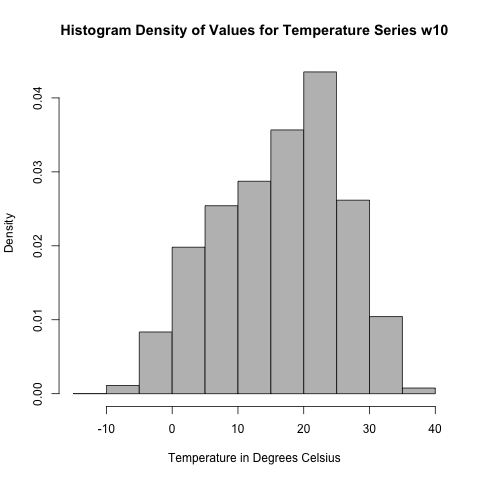 Histogram Density of Values for Temperature Series w10
Density
0.04
0.03
0.02
0.01
0.00
-10 0 10 20 30 40
Temperature in Degrees Celsius